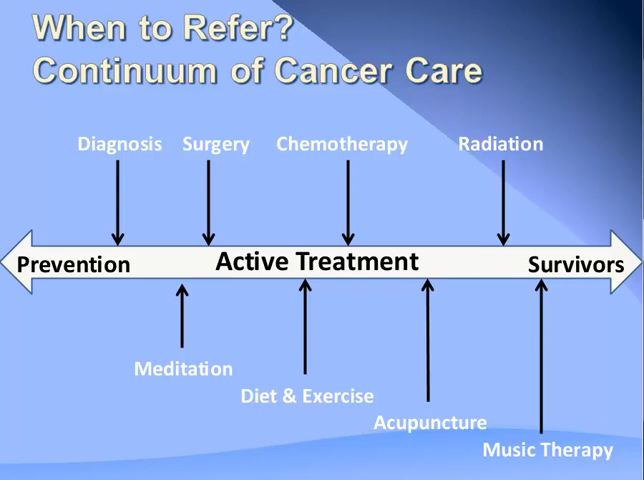 When to Refer?
Continuum of Cancer Care
Diagnosis Surgery Chemotherapy Radiation
Prevention Active Treatment Survivors
Meditation
Diet & Exercise
Acupuncture
Music Therapy